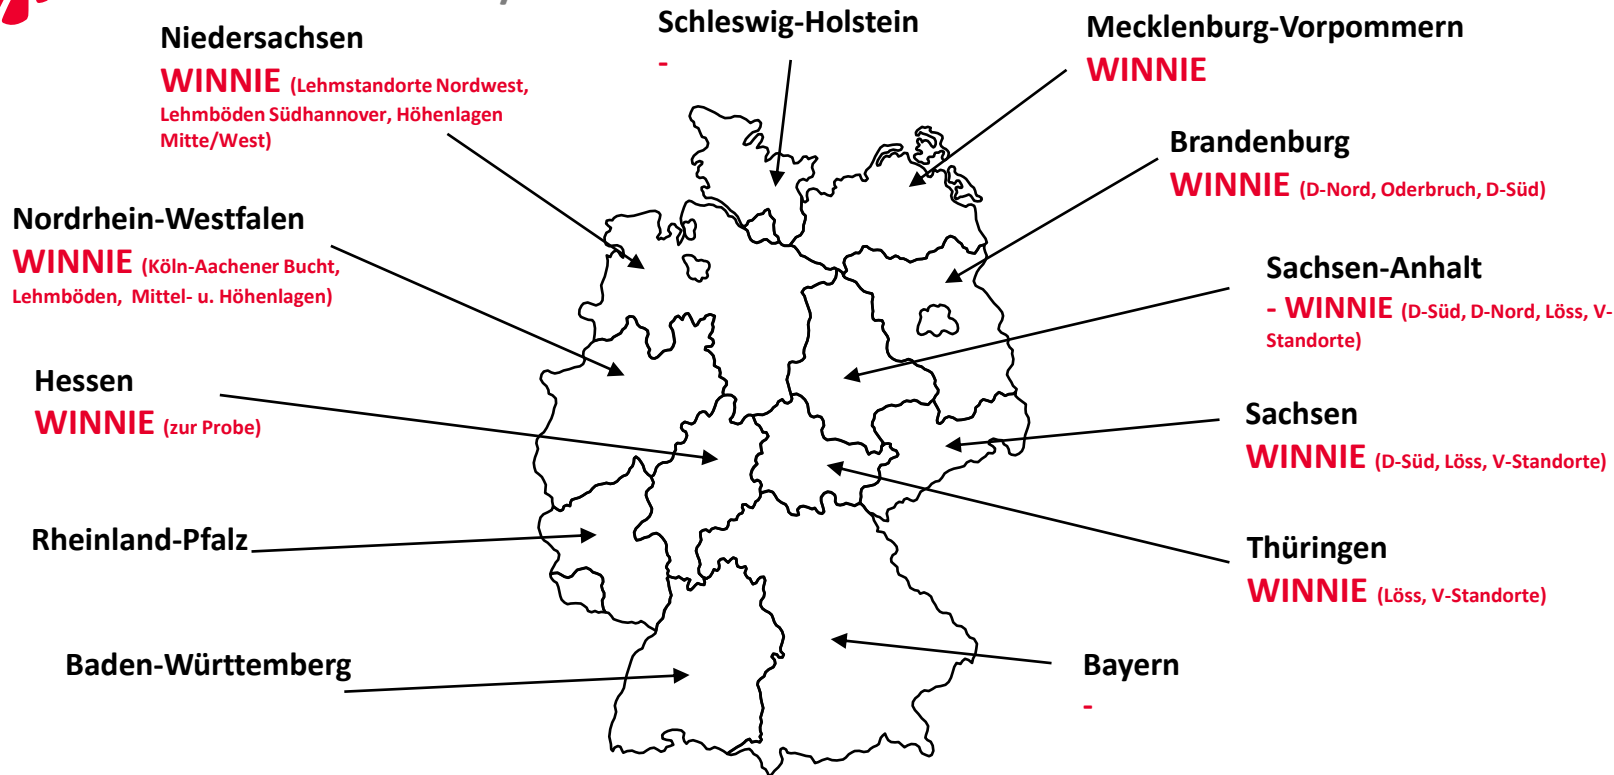 Schleswig-Holstein
-
Mecklenburg-Vorpommern
WINNIE
Niedersachsen
WINNIE (Lehmstandorte Nordwest,
Lehmböden Südhannover, Höhenlagen
Mitte/West)
Brandenburg
WINNIE (D-Nord, Oderbruch, D-Süd)
Nordrhein-Westfalen
WINNIE (Köln-Aachener Bucht,
Lehmböden, Mittel- u. Höhenlagen)
Sachsen-Anhalt
- WINNIE (D-Süd, D-Nord, Löss, V-
Standorte)
Hessen
WINNIE (zur Probe)
Sachsen
WINNIE (D-Süd, Löss, V-Standorte)
Rheinland-Pfalz
Thüringen
WINNIE (Löss, V-Standorte)
Baden-Württemberg
Bayern
-